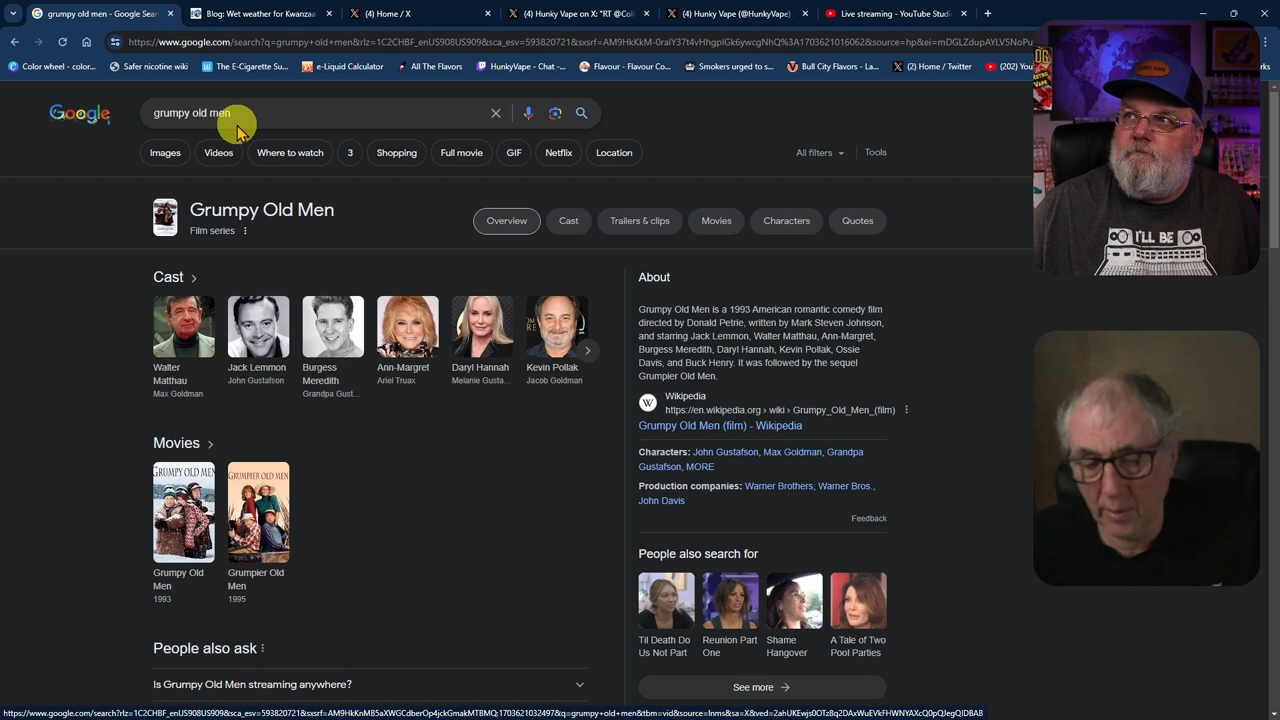 grumpy old men - Google Sear
Blog: Wet weather for Kwanzaa
(4) Home / X
(4) Hunky Vape on X: "RT @Coli
(4) Hunky Vape (@HunkyVape)
Live streaming - YouTube Studi
Color wheel - color...
Safer nicotine wiki
The E-Cigarette Su...
e-Liquid Calculator
All The Flavors
HunkyVape - Chat -...
Flavour - Flavour Co...
Smokers urged to s...
Bull City Flavors - La...
(2) Home / Twitter
(202) You
Google
grumpy old men
Images
Videos
Where to watch
3
Shopping
Full movie
GIF
Netflix
Location
All filters
Tools
Grumpy Old Men
Film series
Overview
Cast
Trailers & clips
Movies
Characters
Quotes
Cast
Walter Matthau
Max Goldman
Jack Lemmon
John Gustafson
Burgess Meredith
Grandpa Gust...
Ann-Margret
Ariel Truax
Daryl Hannah
Melanie Gusta...
Kevin Pollak
Jacob Goldman
Movies
GRUMPY OLD MEN
GRUMPIER OLD MEN
Grumpy Old Men
1993
Grumpier Old Men
1995
People also ask
Is Grumpy Old Men streaming anywhere?
About
Grumpy Old Men is a 1993 American romantic comedy film
directed by Donald Petrie, written by Mark Steven Johnson,
and starring Jack Lemmon, Walter Matthau, Ann-Margret,
Burgess Meredith, Daryl Hannah, Kevin Pollak, Ossie
Davis, and Buck Henry. It was followed by the sequel
Grumpier Old Men.
Wikipedia
https://en.wikipedia.org › wiki › Grumpy_Old_Men_(film)
Grumpy Old Men (film) - Wikipedia
Characters: John Gustafson, Max Goldman, Grandpa
Gustafson, MORE
Production companies: Warner Brothers, Warner Bros.,
John Davis
Feedback
People also search for
Til Death Do Us Not Part
Reunion Part One
Shame Hangover
A Tale of Two Pool Parties
See more
I'LL BE